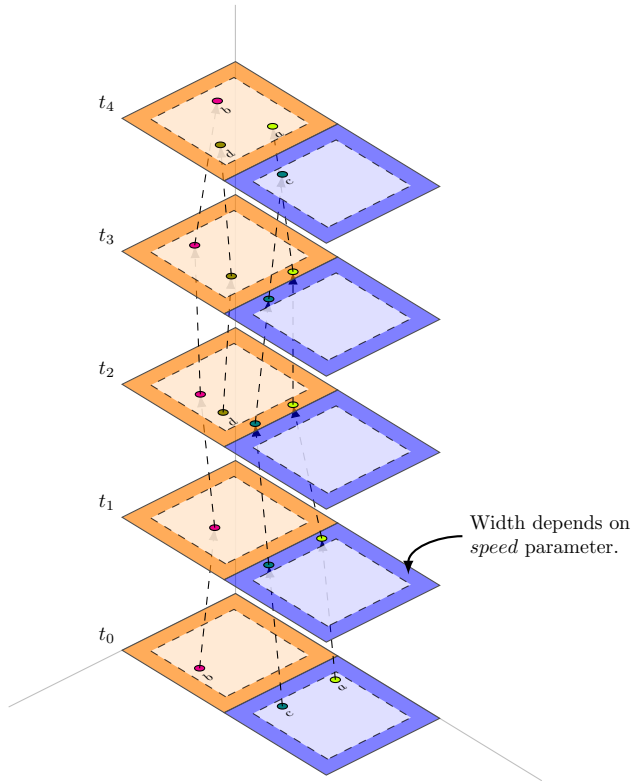 t4
b
a
d
c
t3
t2
d
t1
Width depends on
speed parameter.
t0
b
a
c